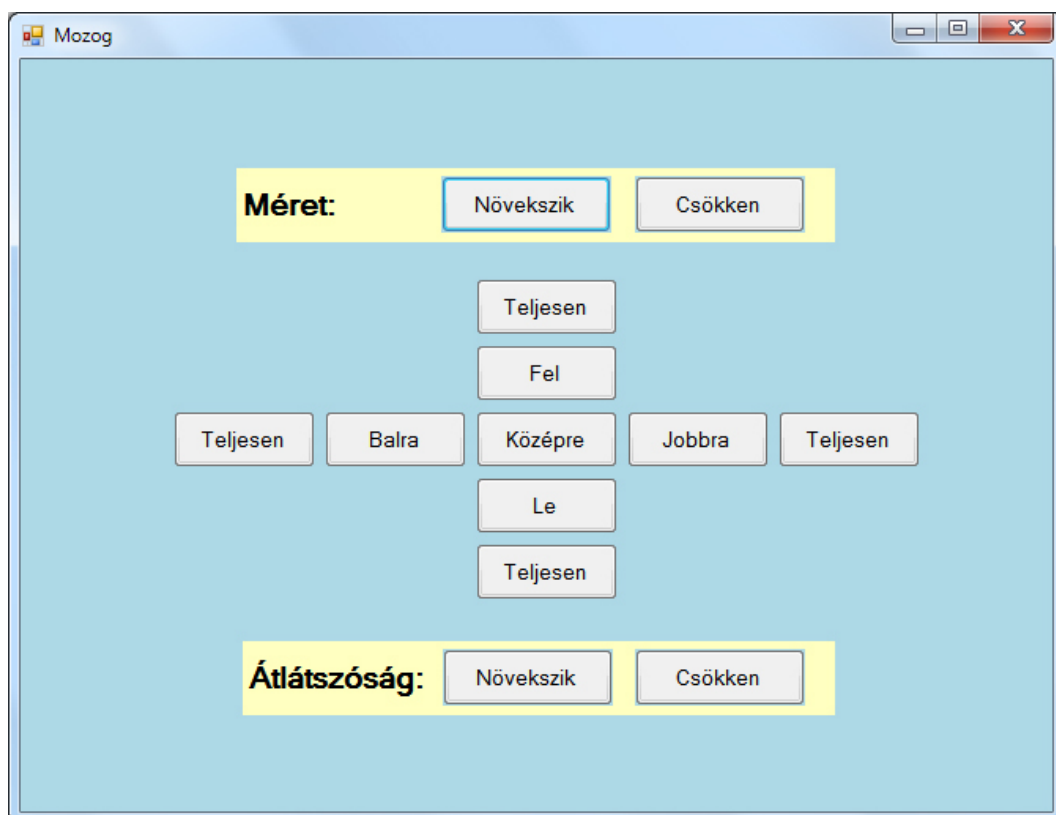 Mozog
Méret: Növekszik Csökken
Teljesen
Fel
Teljesen Balra Középre Jobbra Teljesen
Le
Teljesen
Átlátszóság: Növekszik Csökken